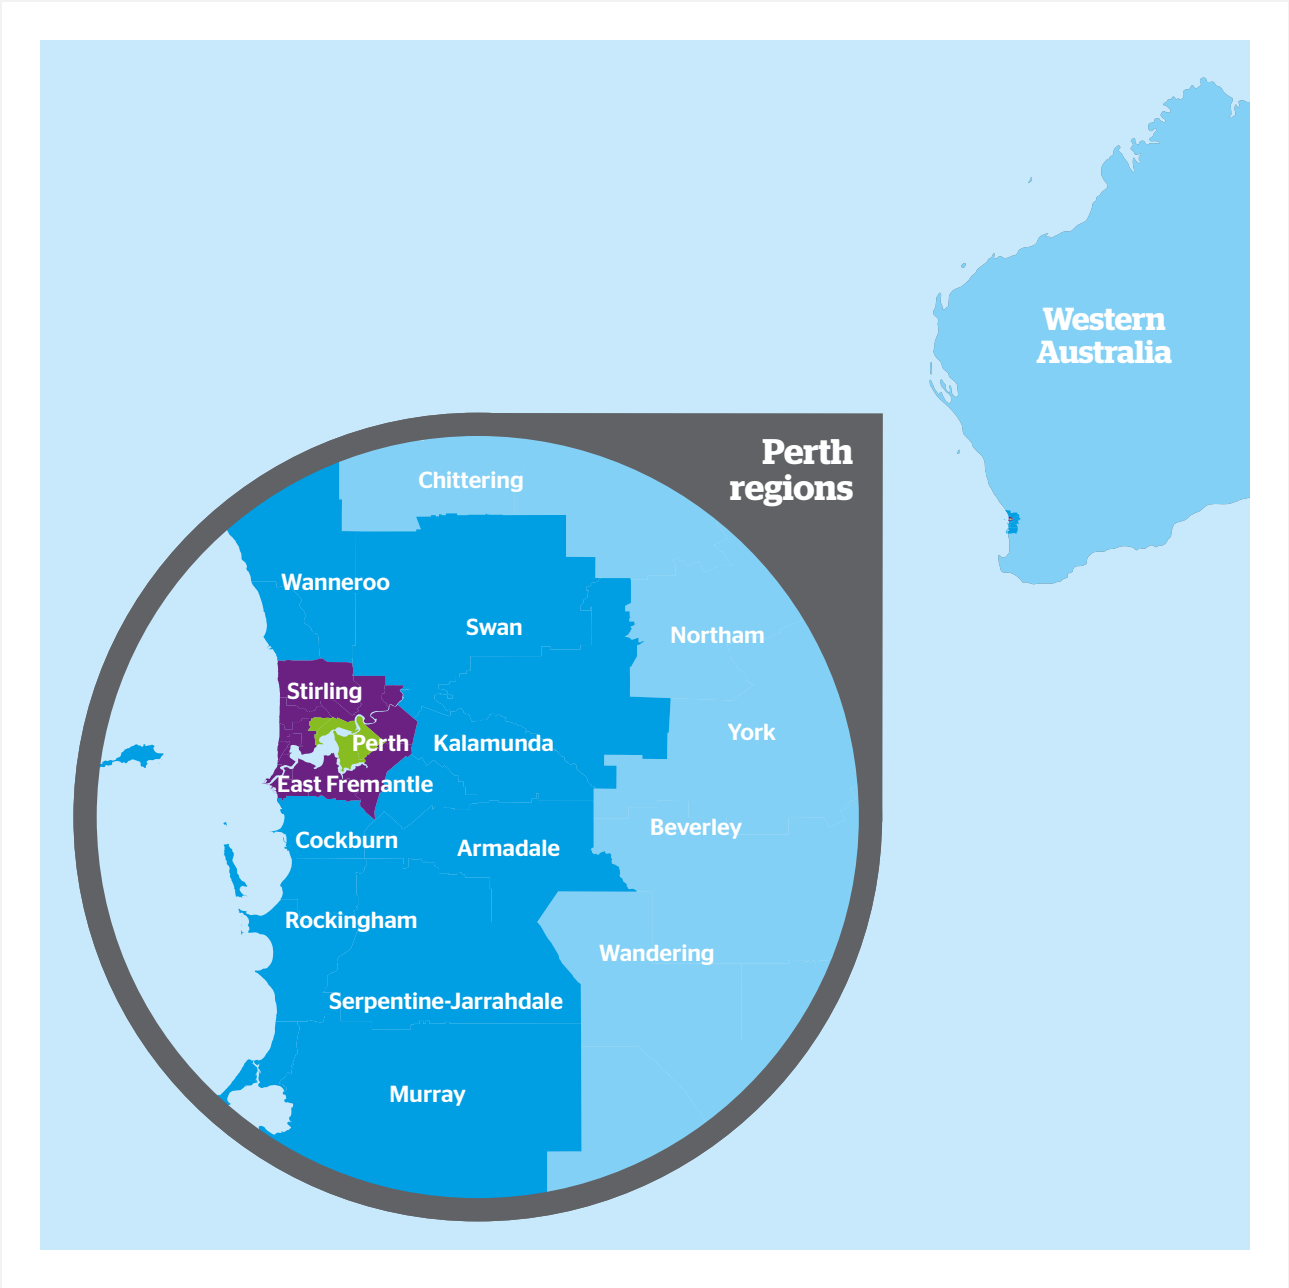 Western
Australia
Perth
regions
Chittering
Wanneroo
Swan
Northam
Stirling
York
Perth
Kalamunda
East Fremantle
Beverley
Cockburn
Armadale
Rockingham
Wandering
Serpentine-Jarrahdale
Murray